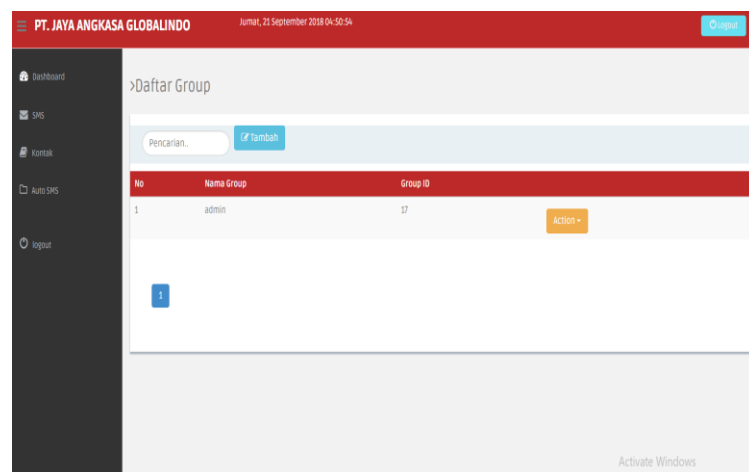 PT. JAYA ANGKASA GLOBALINDO
Jumat, 21 September 2018 04:50:54
Logout
Dashboard
SMS
Kontak
Auto SMS
logout
>Daftar Group
Pencarian..
Tambah
No Nama Group Group ID
1 admin 17
Action
1
Activate Windows